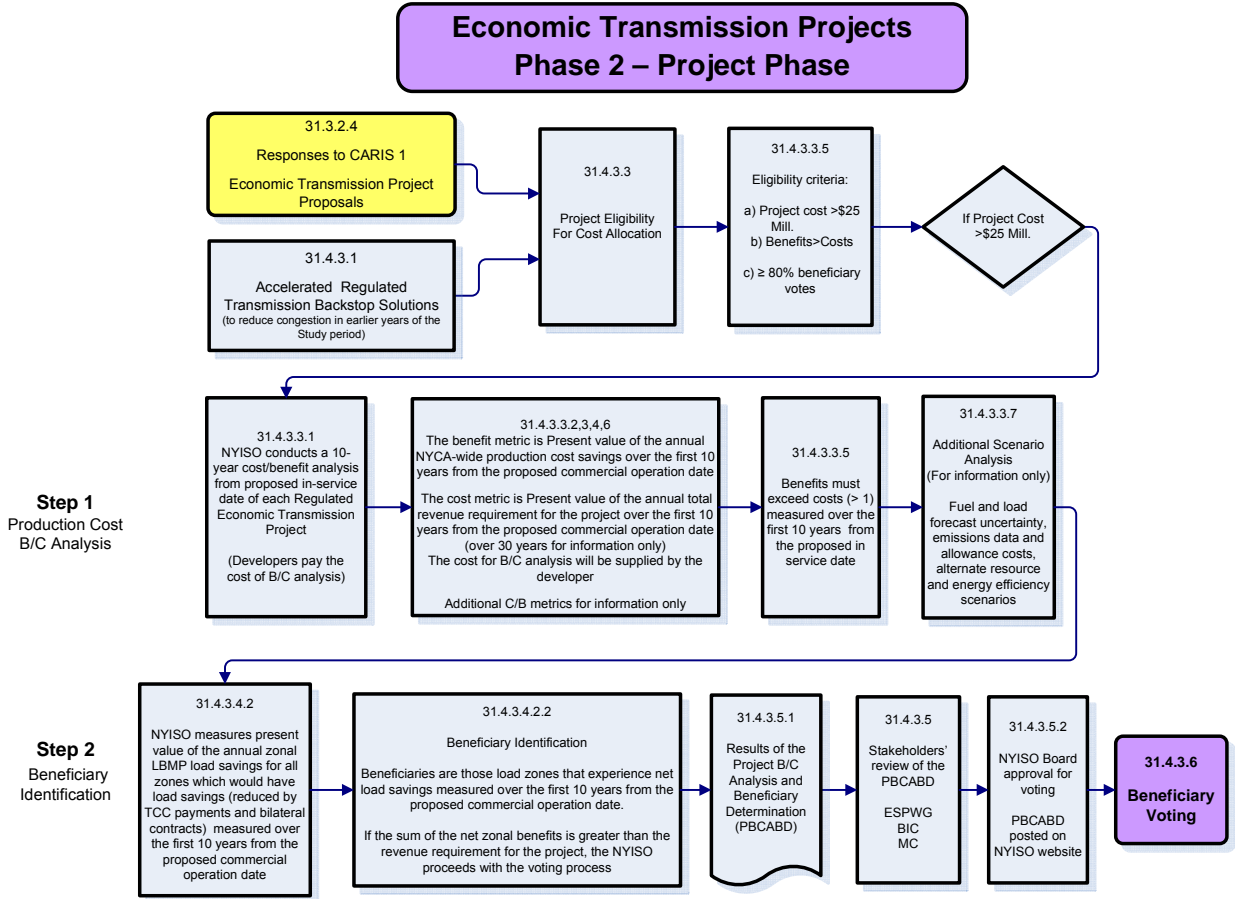 Economic Transmission Projects
Phase 2 – Project Phase
31.3.2.4
Responses to CARIS 1
Economic Transmission Project
Proposals
31.4.3.1
Accelerated Regulated
Transmission Backstop Solutions
(to reduce congestion in earlier years of the
Study period)
31.4.3.3
Project Eligibility
For Cost Allocation
31.4.3.3.5
Eligibility criteria:
a) Project cost >$25
Mill.
b) Benefits>Costs
c) ≥ 80% beneficiary
votes
If Project Cost
>$25 Mill.
Step 1
Production Cost
B/C Analysis
31.4.3.3.1
NYISO conducts a 10-
year cost/benefit analysis
from proposed in-service
date of each Regulated
Economic Transmission
Project
(Developers pay the
cost of B/C analysis)
31.4.3.3.2,3,4,6
The benefit metric is Present value of the annual
NYCA-wide production cost savings over the first 10
years from the proposed commercial operation date
The cost metric is Present value of the annual total
revenue requirement for the project over the first 10
years from the proposed commercial operation date
(over 30 years for information only)
The cost for B/C analysis will be supplied by the
developer
Additional C/B metrics for information only
31.4.3.3.5
Benefits must
exceed costs (> 1)
measured over the
first 10 years from
the proposed in
service date
31.4.3.3.7
Additional Scenario
Analysis
(For information only)
Fuel and load
forecast uncertainty,
emissions data and
allowance costs,
alternate resource
and energy efficiency
scenarios
Step 2
Beneficiary
Identification
31.4.3.4.2
NYISO measures present
value of the annual zonal
LBMP load savings for all
zones which would have
load savings (reduced by
TCC payments and bilateral
contracts) measured over
the first 10 years from the
proposed commercial
operation date
31.4.3.4.2.2
Beneficiary Identification
Beneficiaries are those load zones that experience net
load savings measured over the first 10 years from the
proposed commercial operation date.
If the sum of the net zonal benefits is greater than the
revenue requirement for the project, the NYISO
proceeds with the voting process
31.4.3.5.1
Results of the
Project B/C
Analysis and
Beneficiary
Determination
(PBCABD)
31.4.3.5
Stakeholders'
review of the
PBCABD
ESPWG
BIC
MC
31.4.3.5.2
NYISO Board
approval for
voting
PBCABD
posted on
NYISO website
31.4.3.6
Beneficiary
Voting